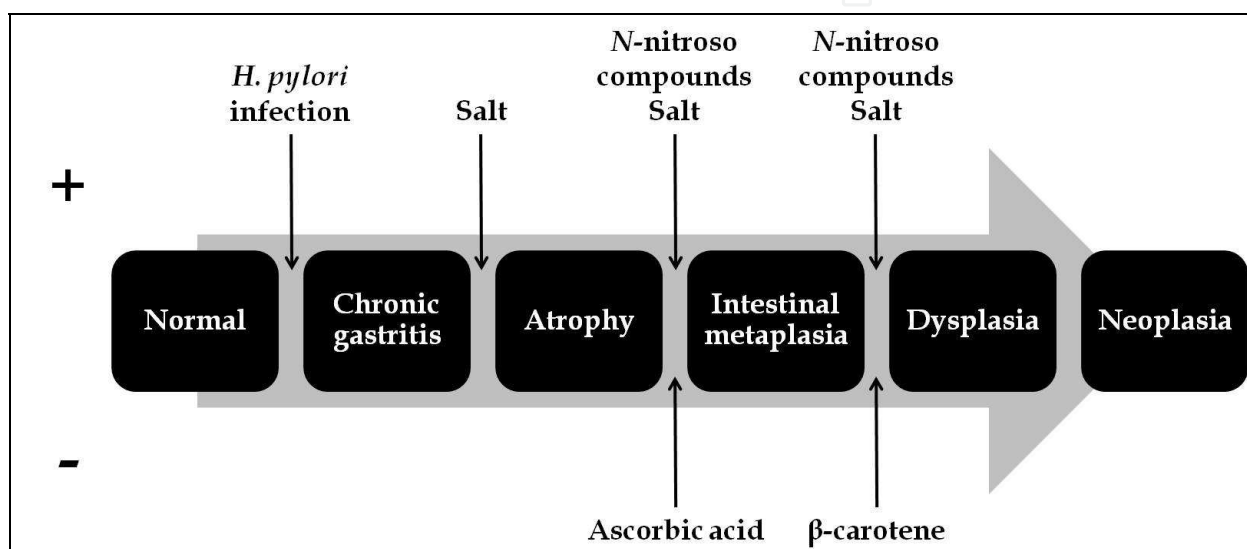 H. pylori
infection
Salt
N-nitroso
compounds
Salt
N-nitroso
compounds
Salt
+
Normal
Chronic
gastritis
Atrophy
Intestinal
metaplasia
Dysplasia
Neoplasia
-
Ascorbic acid
β-carotene